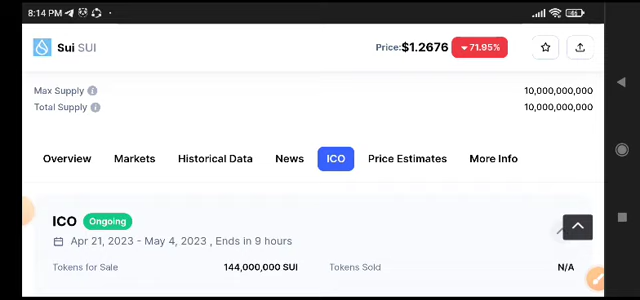 8:14 PM
Sui SUI Price:$1.2676 71.95%
Max Supply 10,000,000,000
Total Supply 10,000,000,000
Overview Markets Historical Data News ICO Price Estimates More Info
ICO Ongoing
Apr 21, 2023 - May 4, 2023 , Ends in 9 hours
Tokens for Sale 144,000,000 SUI Tokens Sold N/A